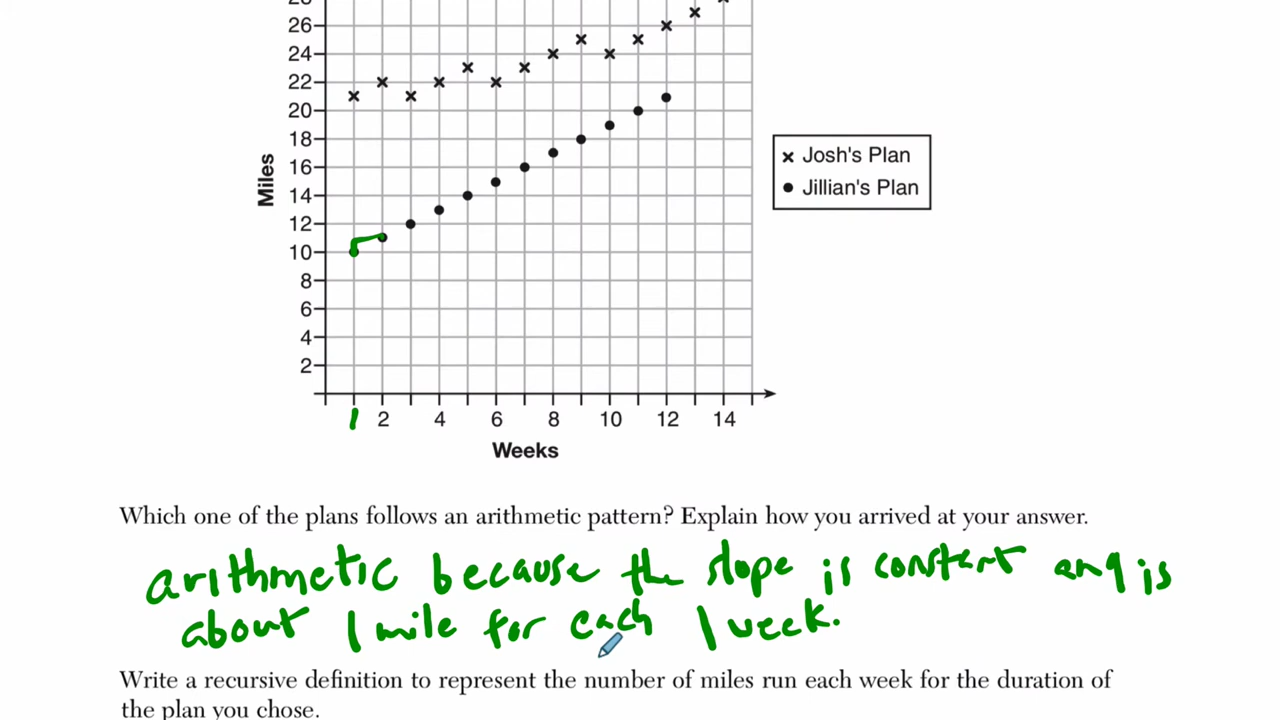 28
26
24
22
20
18
16
14
12
10
8
6
4
2
Miles
1 2 4 6 8 10 12 14
Weeks
× Josh's Plan
• Jillian's Plan
Which one of the plans follows an arithmetic pattern? Explain how you arrived at your answer.
arithmetic because the slope is constant and is
about 1 mile for each 1 week.
Write a recursive definition to represent the number of miles run each week for the duration of
the plan you chose.